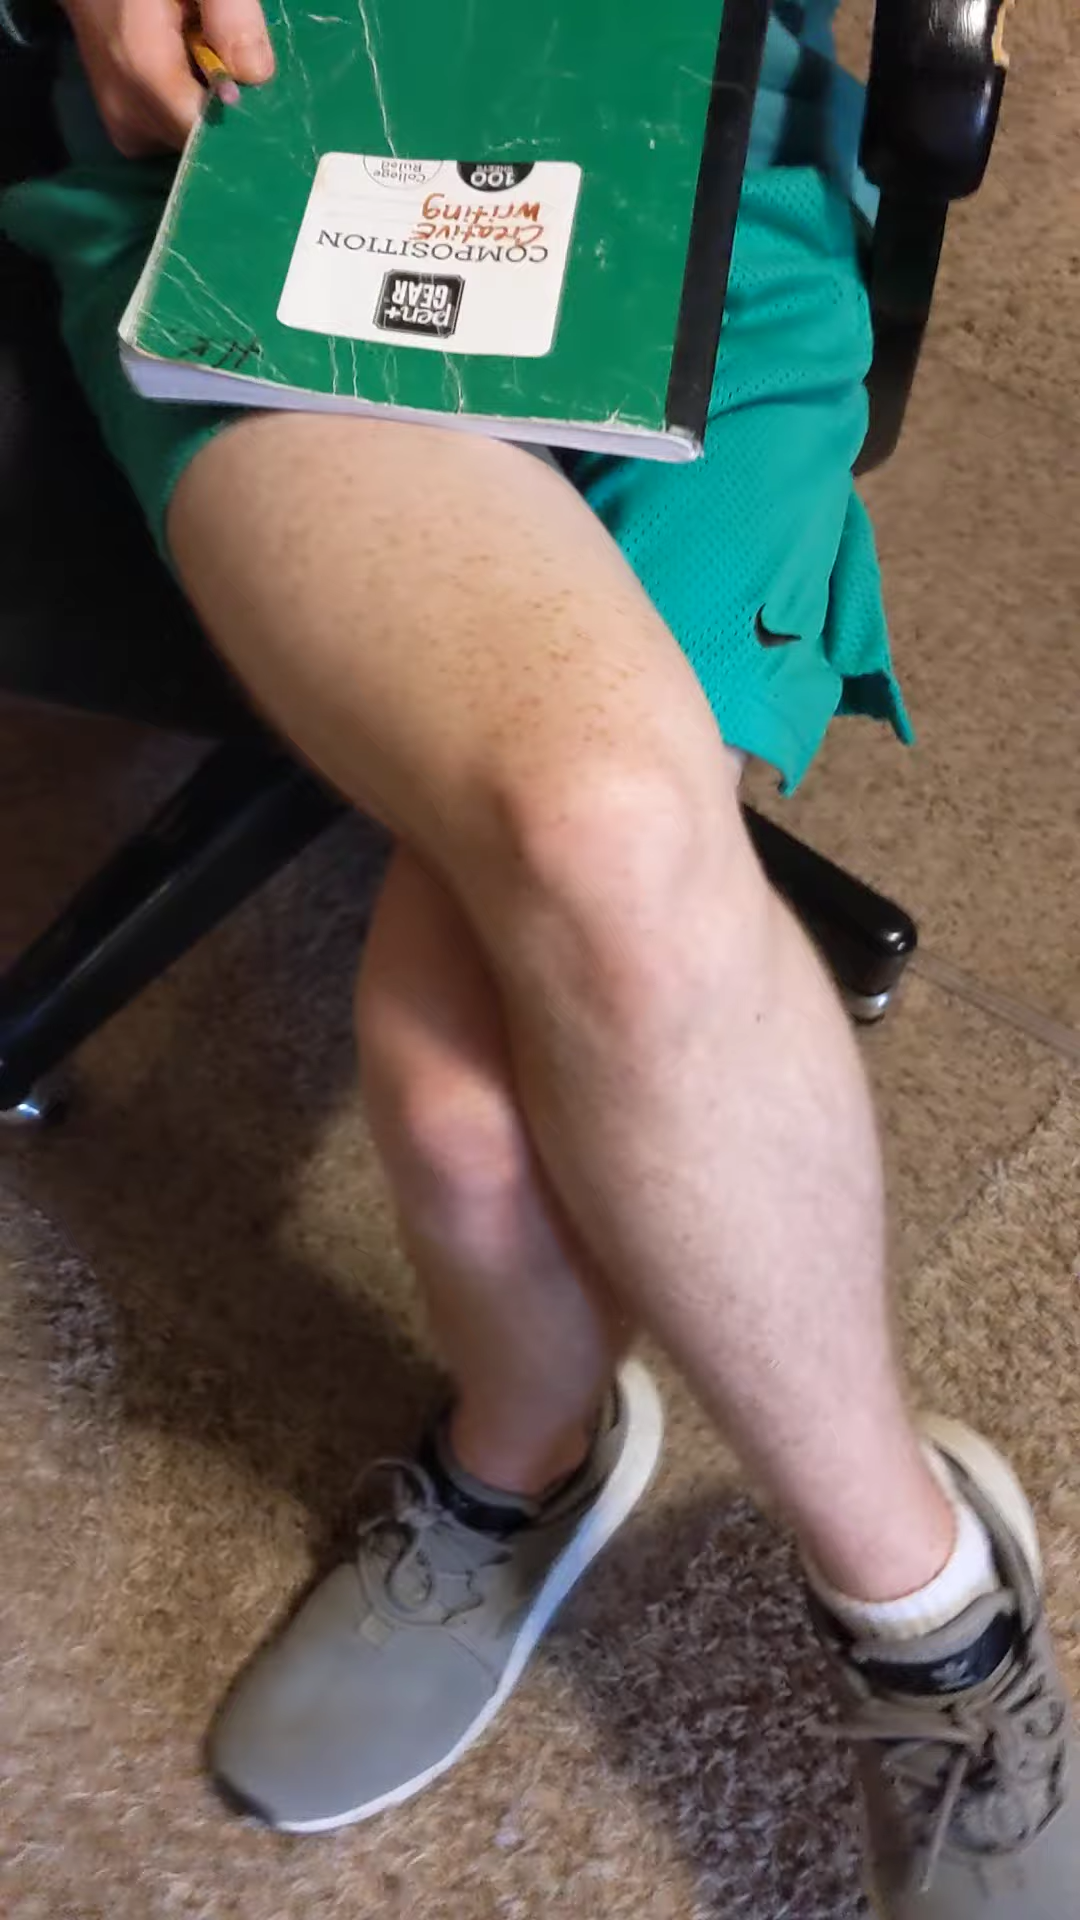 pen+
GEAR
COMPOSITION
Creative
writing
100
SHEETS
College
Ruled